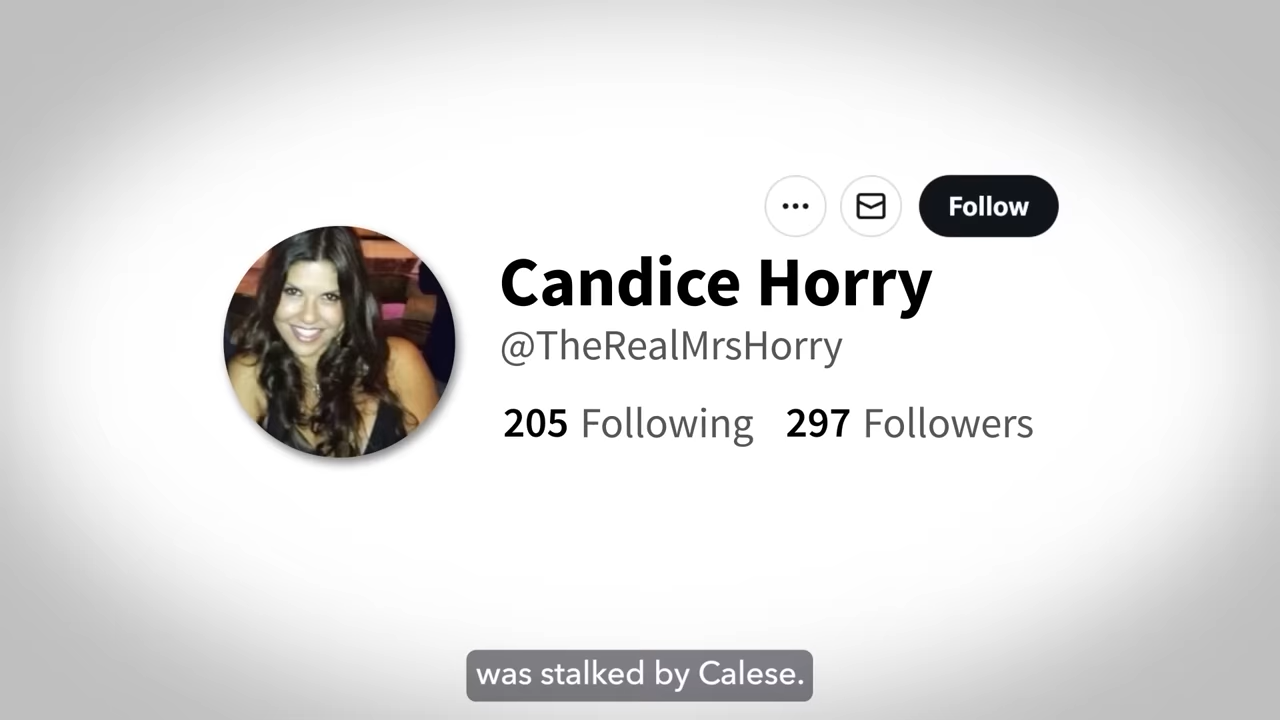 Follow
Candice Horry
@TheRealMrsHorry
205 Following 297 Followers
was stalked by Calese.